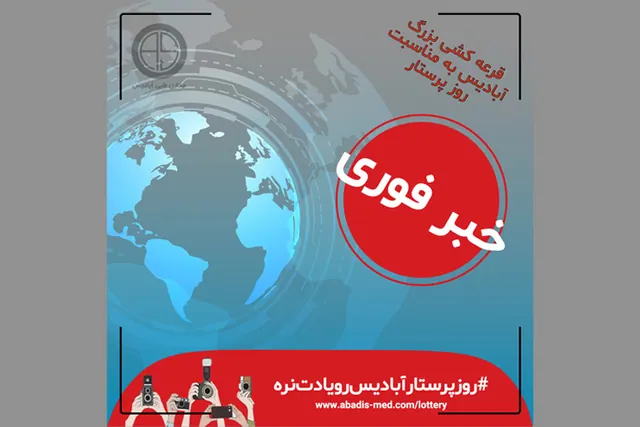 قرعه کشی بزرگ
آبادیس به مناسبت
روز پرستار
خبر فوری
#روزپرستارآبادیس‌رویادت‌نره
www.abadis-med.com/lottery